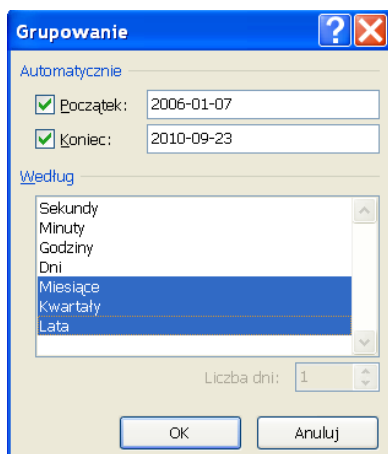 Grupowanie
Automatycznie
Początek: 2006-01-07
Koniec: 2010-09-23
Według
Sekundy
Minuty
Godziny
Dni
Miesiące
Kwartały
Lata
Liczba dni: 1
OK Anuluj